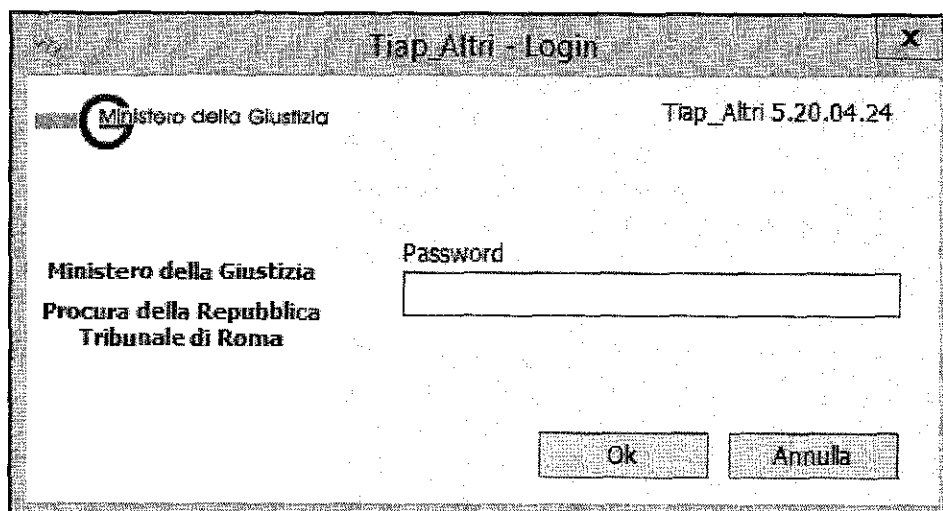 Tiap_Altri - Login
X
Ministero della Giustizia
Tiap_Altri 5.20.04.24
Password
Ministero della Giustizia
Procura della Repubblica
Tribunale di Roma
Ok
Annulla